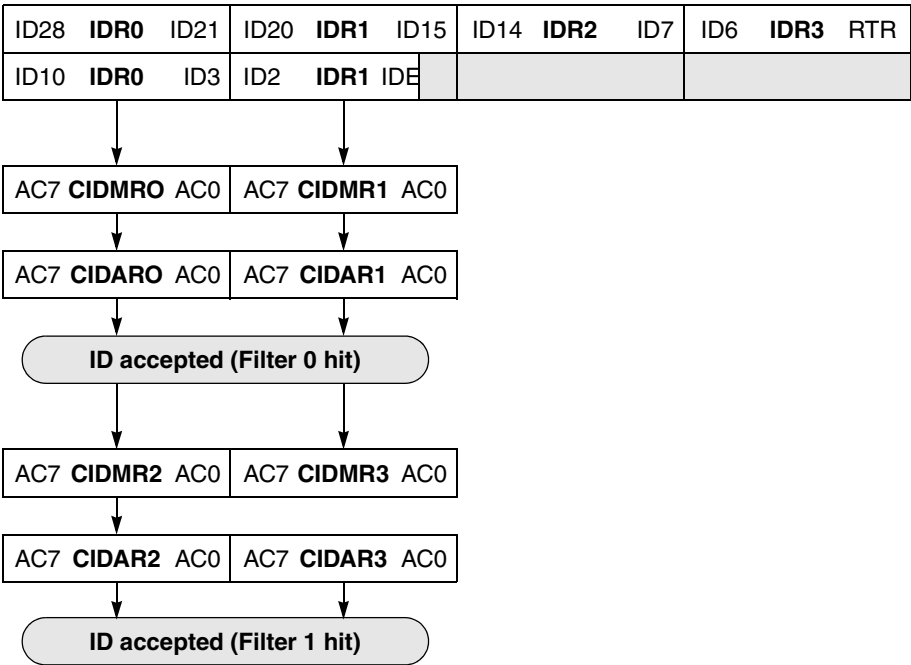 ID28 IDR0 ID21 ID20 IDR1 ID15 ID14 IDR2 ID7 ID6 IDR3 RTR
ID10 IDR0 ID3 ID2 IDR1 IDE
AC7 CIDMRO AC0 AC7 CIDMR1 AC0
AC7 CIDARO AC0 AC7 CIDAR1 AC0
ID accepted (Filter 0 hit)
AC7 CIDMR2 AC0 AC7 CIDMR3 AC0
AC7 CIDAR2 AC0 AC7 CIDAR3 AC0
ID accepted (Filter 1 hit)